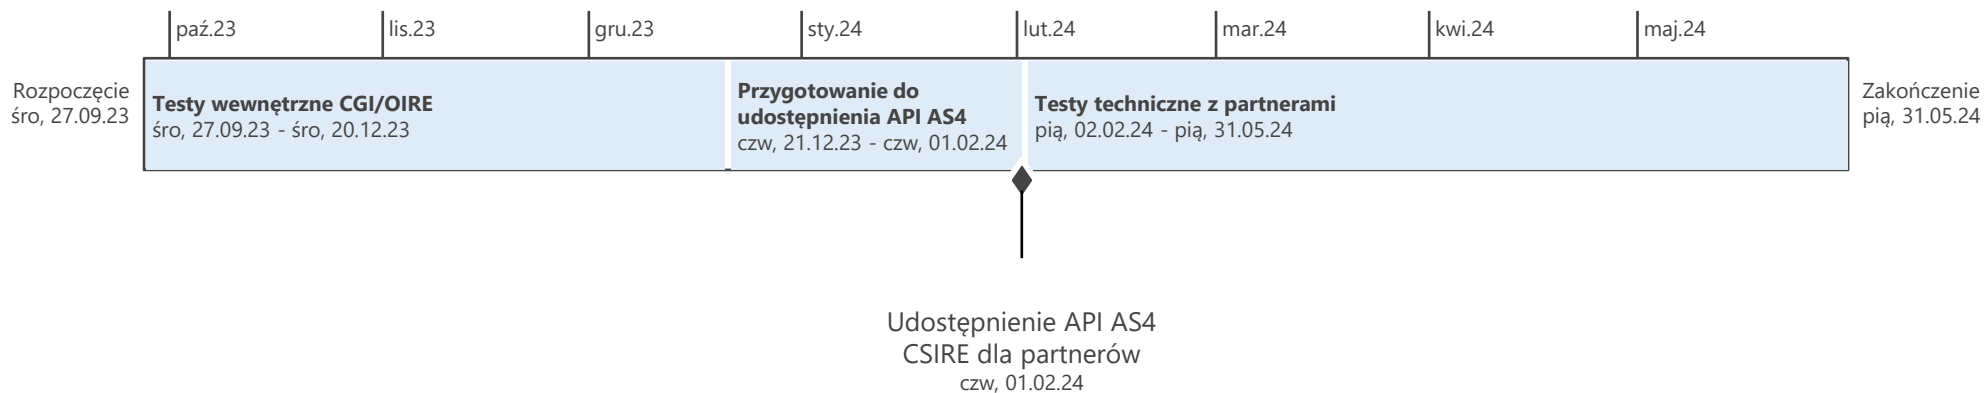 paź.23
lis.23
gru.23
sty.24
lut.24
mar.24
kwi.24
maj.24
Rozpoczęcie
śro, 27.09.23
Testy wewnętrzne CGI/OIRE
śro, 27.09.23 - śro, 20.12.23
Przygotowanie do
udostępnienia API AS4
czw, 21.12.23 - czw, 01.02.24
Testy techniczne z partnerami
pią, 02.02.24 - pią, 31.05.24
Zakończenie
pią, 31.05.24
Udostępnienie API AS4
CSIRE dla partnerów
czw, 01.02.24